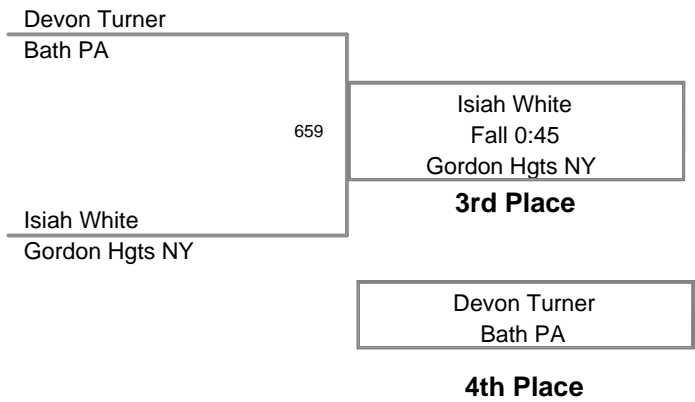 Devon Turner
Bath PA
659
Isiah White
Fall 0:45
Gordon Hgts NY
3rd Place
Isiah White
Gordon Hgts NY
Devon Turner
Bath PA
4th Place